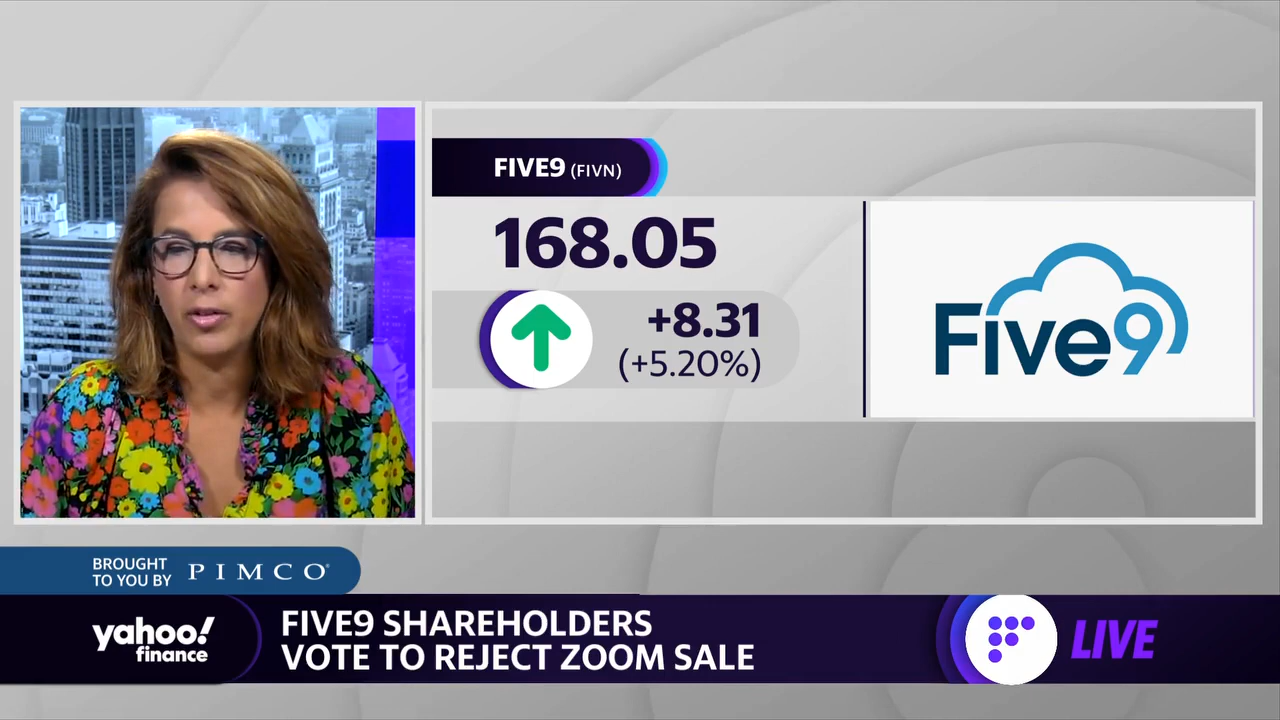 FIVE9 (FIVN)
168.05
+8.31
(+5.20%)
Five9
BROUGHT
TO YOU BY
PIMCO®
yahoo!
finance
FIVE9 SHAREHOLDERS
VOTE TO REJECT ZOOM SALE
LIVE